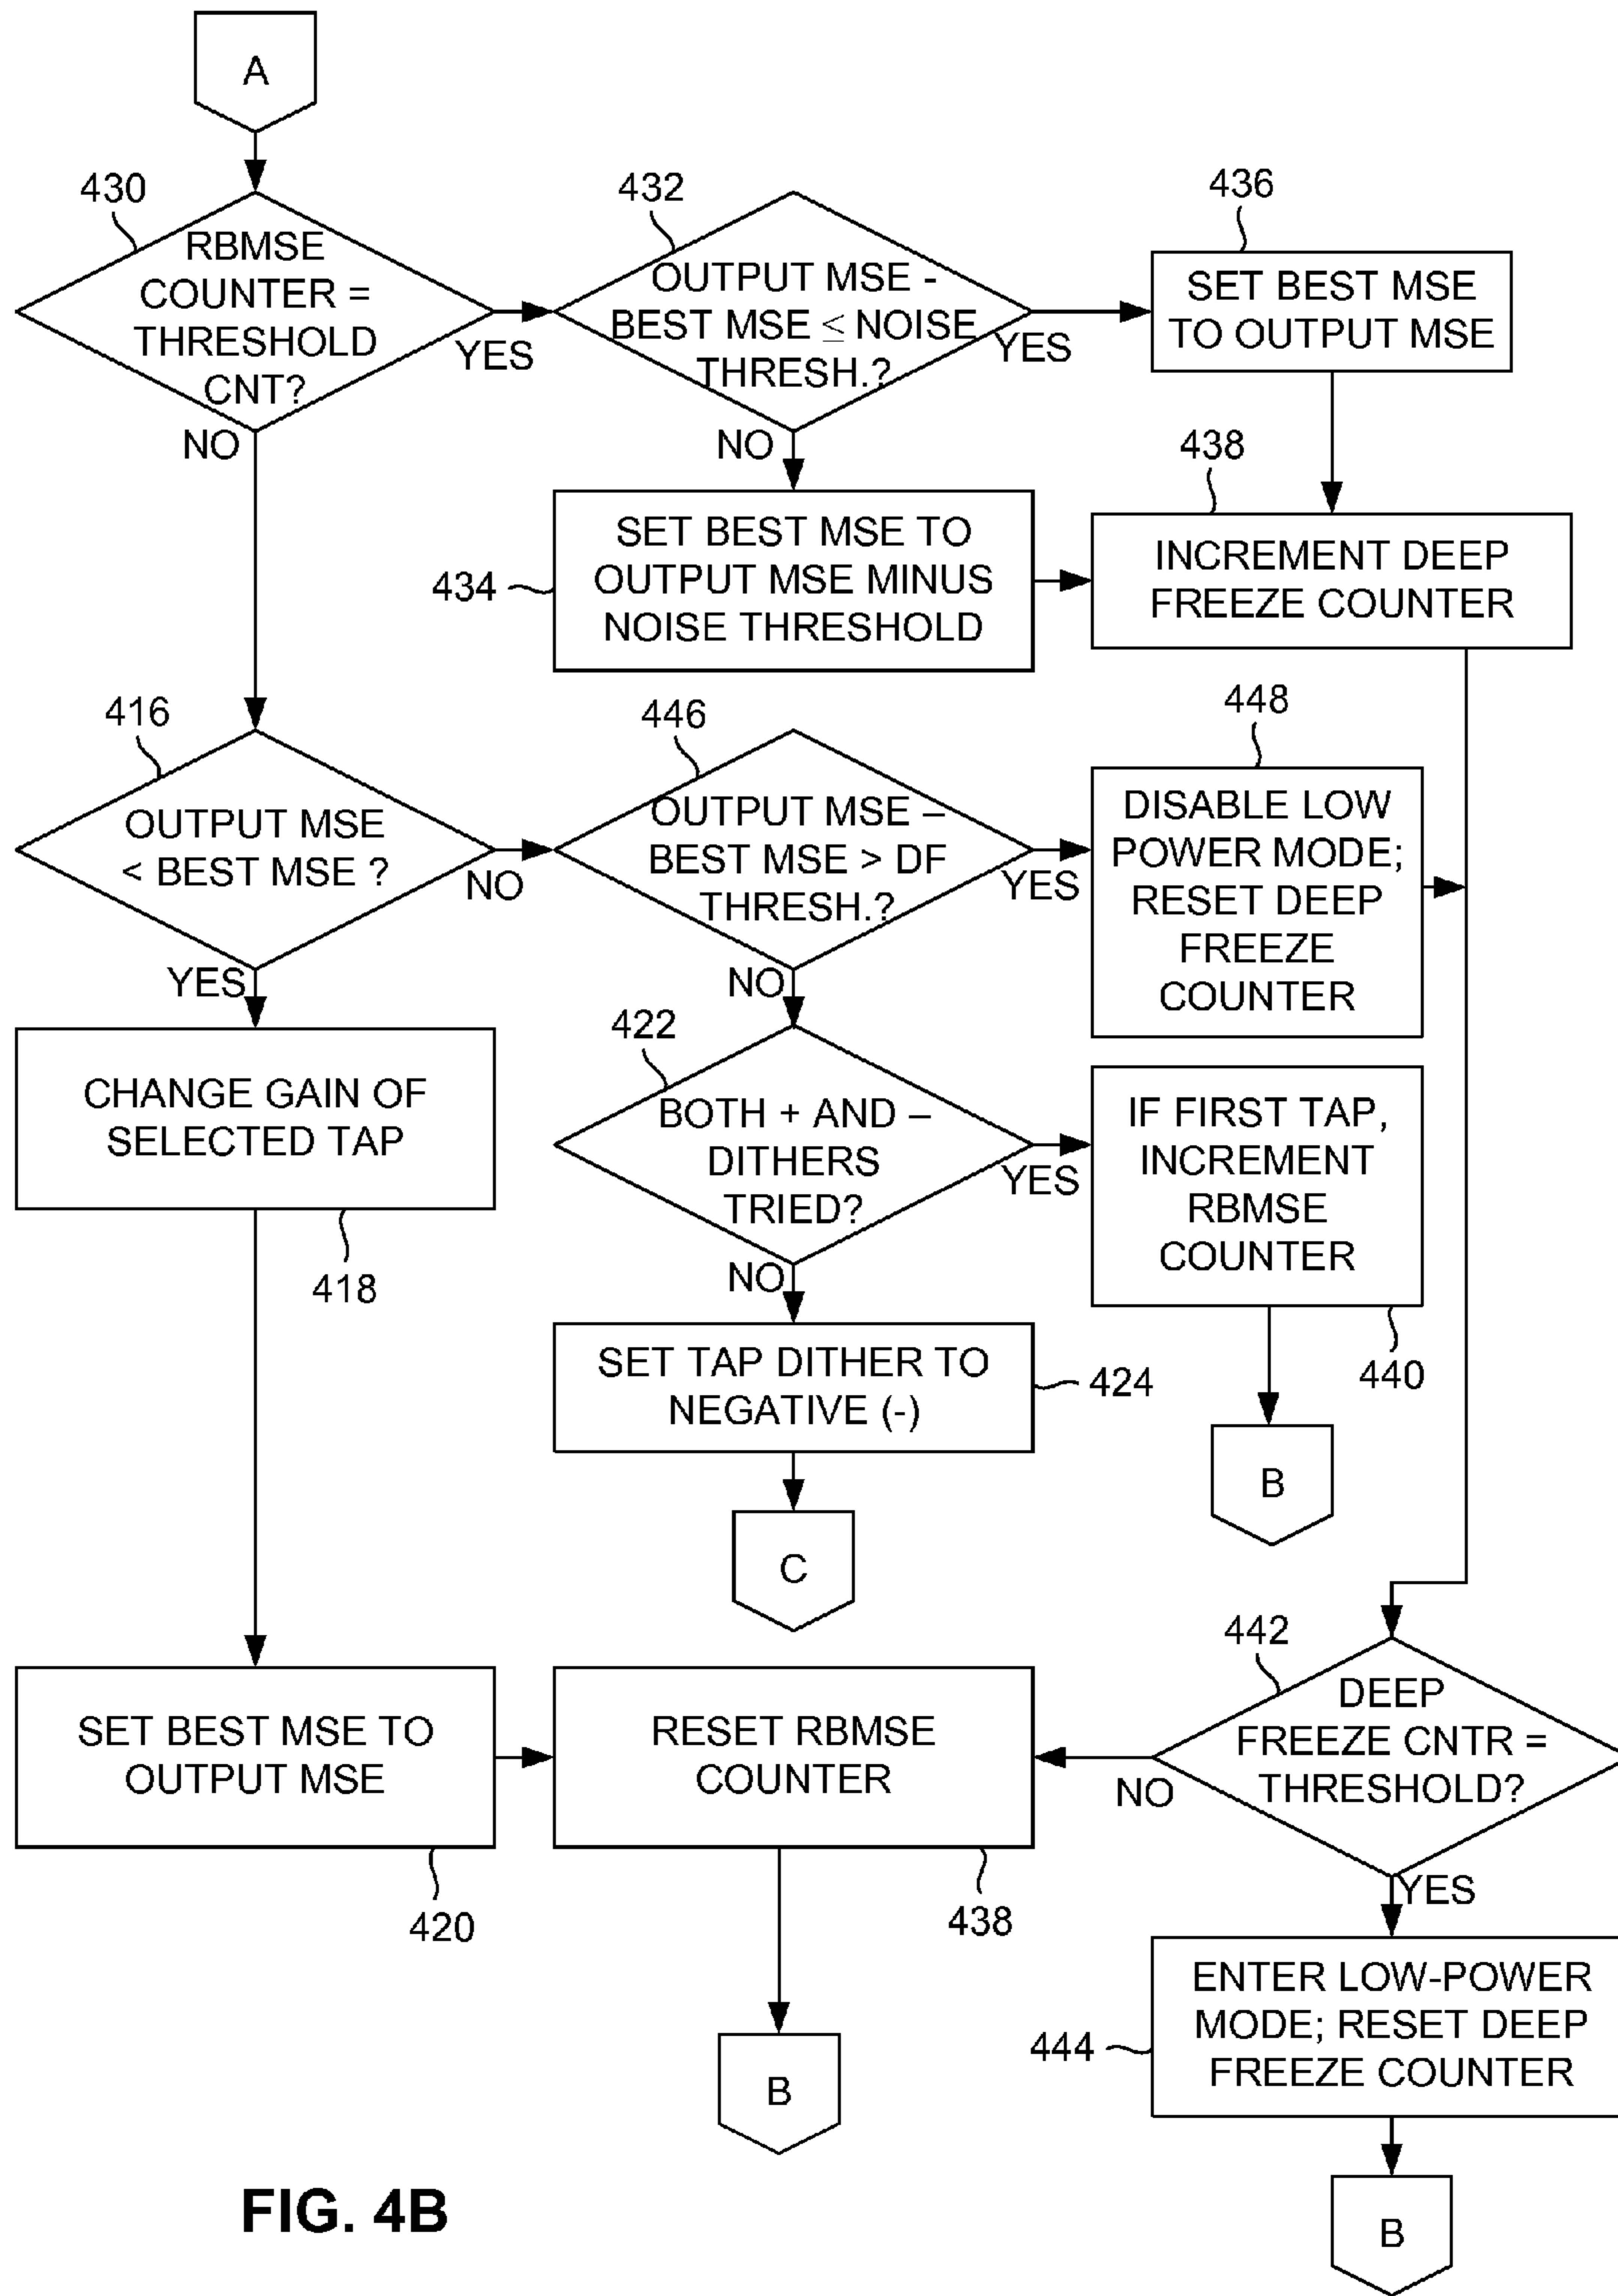 A
430
RBMSE
COUNTER =
THRESHOLD
CNT?
YES
NO
432
OUTPUT MSE -
BEST MSE ≤ NOISE
THRESH.?
YES
NO
436
SET BEST MSE
TO OUTPUT MSE
434
SET BEST MSE TO
OUTPUT MSE MINUS
NOISE THRESHOLD
438
INCREMENT DEEP
FREEZE COUNTER
416
OUTPUT MSE
< BEST MSE ?
NO
YES
446
OUTPUT MSE –
BEST MSE > DF
THRESH.?
YES
NO
448
DISABLE LOW
POWER MODE;
RESET DEEP
FREEZE
COUNTER
CHANGE GAIN OF
SELECTED TAP
418
422
BOTH + AND –
DITHERS
TRIED?
YES
NO
IF FIRST TAP,
INCREMENT
RBMSE
COUNTER
440
B
SET TAP DITHER TO
NEGATIVE (-)
424
C
SET BEST MSE TO
OUTPUT MSE
420
RESET RBMSE
COUNTER
438
B
442
DEEP
FREEZE CNTR =
THRESHOLD?
NO
YES
ENTER LOW-POWER
MODE; RESET DEEP
FREEZE COUNTER
444
B
FIG. 4B